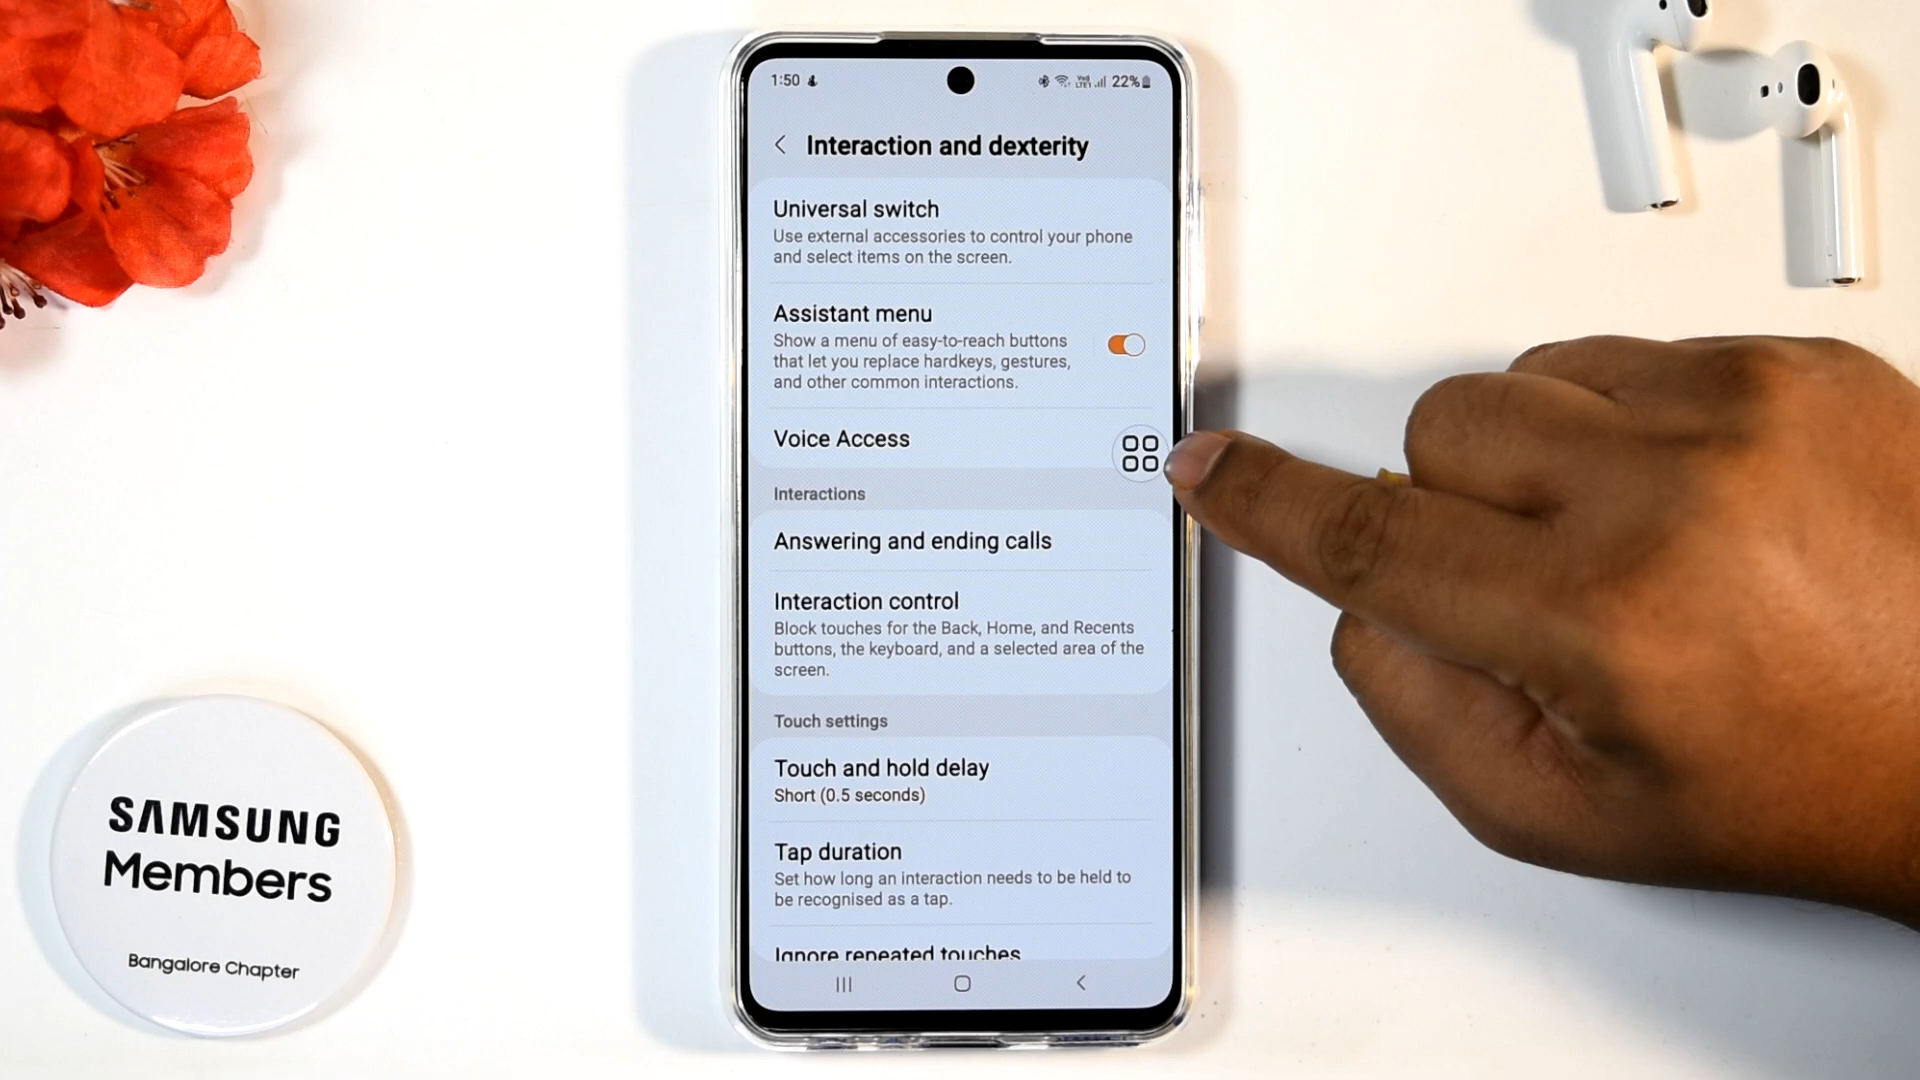 1:50
22%
Interaction and dexterity
Universal switch
Use external accessories to control your phone
and select items on the screen.
Assistant menu
Show a menu of easy-to-reach buttons
that let you replace hardkeys, gestures,
and other common interactions.
Voice Access
Interactions
Answering and ending calls
Interaction control
Block touches for the Back, Home, and Recents
buttons, the keyboard, and a selected area of the
screen.
Touch settings
Touch and hold delay
Short (0.5 seconds)
Tap duration
Set how long an interaction needs to be held to
be recognised as a tap.
Ignore repeated touches
SAMSUNG
Members
Bangalore Chapter